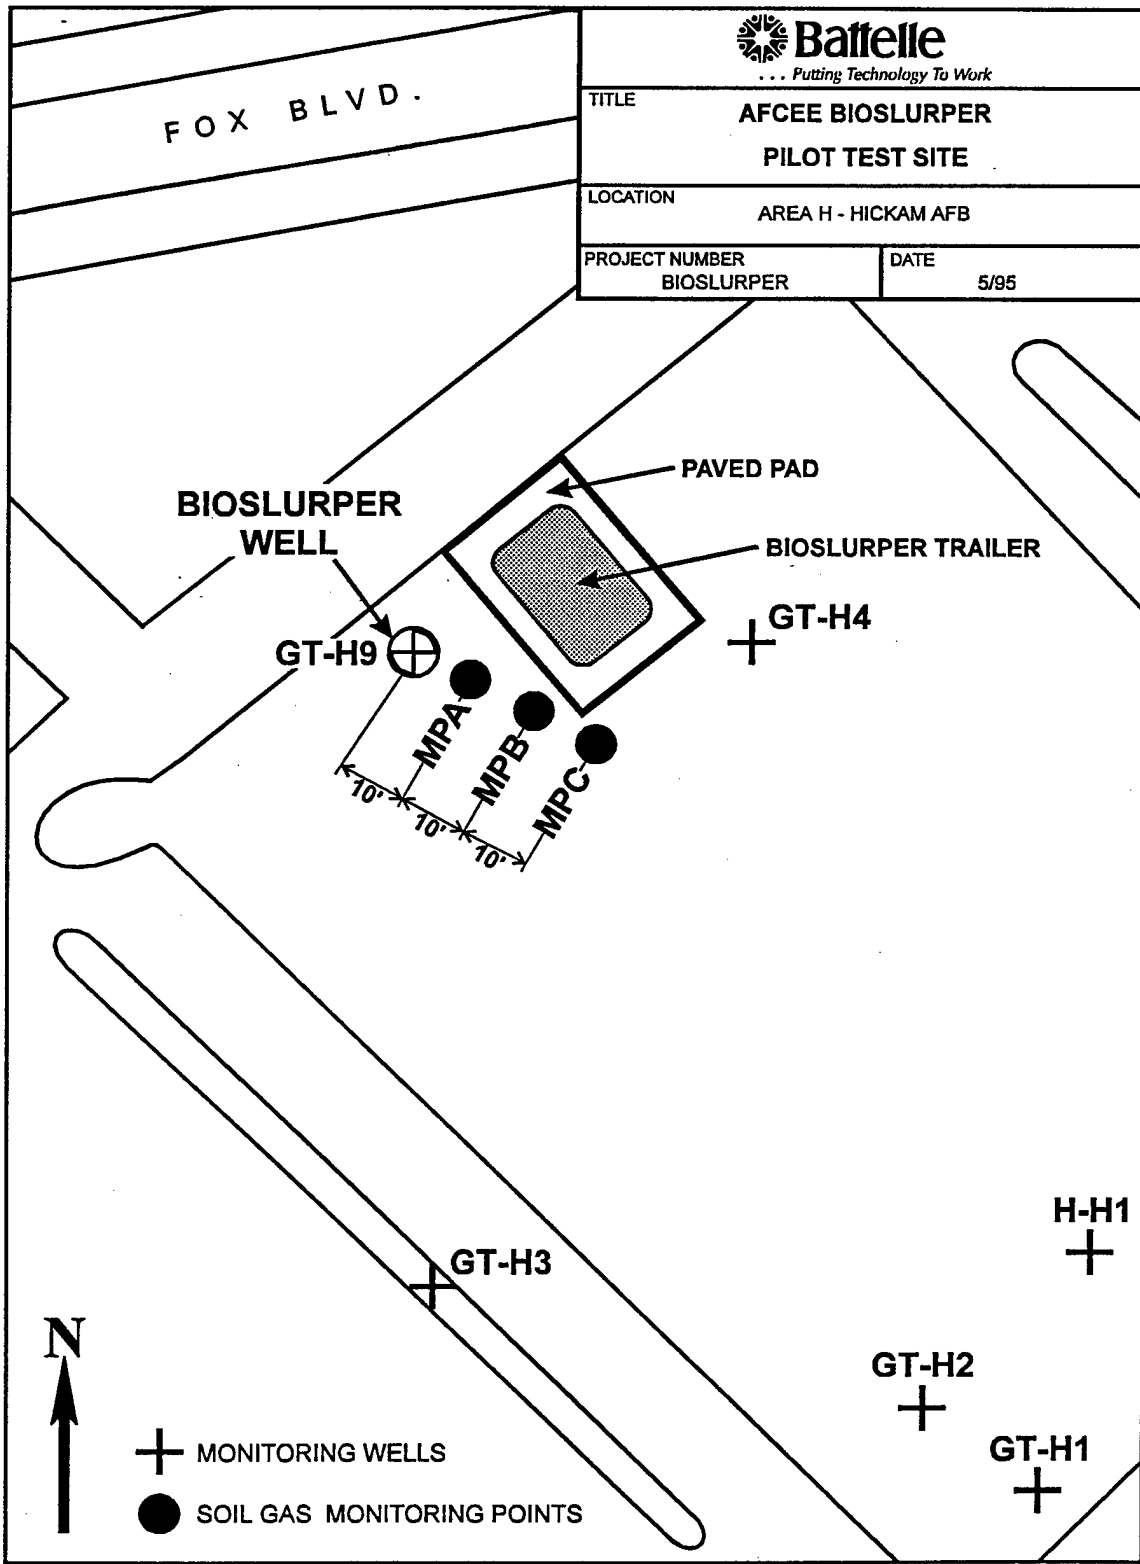 Battelle
. . . Putting Technology To Work
TITLE
AFCEE BIOSLURPER
PILOT TEST SITE
LOCATION
AREA H - HICKAM AFB
PROJECT NUMBER
BIOSLURPER
DATE
5/95
FOX BLVD.
PAVED PAD
BIOSLURPER
WELL
BIOSLURPER TRAILER
GT-H4
GT-H9
MPA
MPB
MPC
10'
10'
10'
H-H1
GT-H3
GT-H2
GT-H1
N
MONITORING WELLS
SOIL GAS MONITORING POINTS